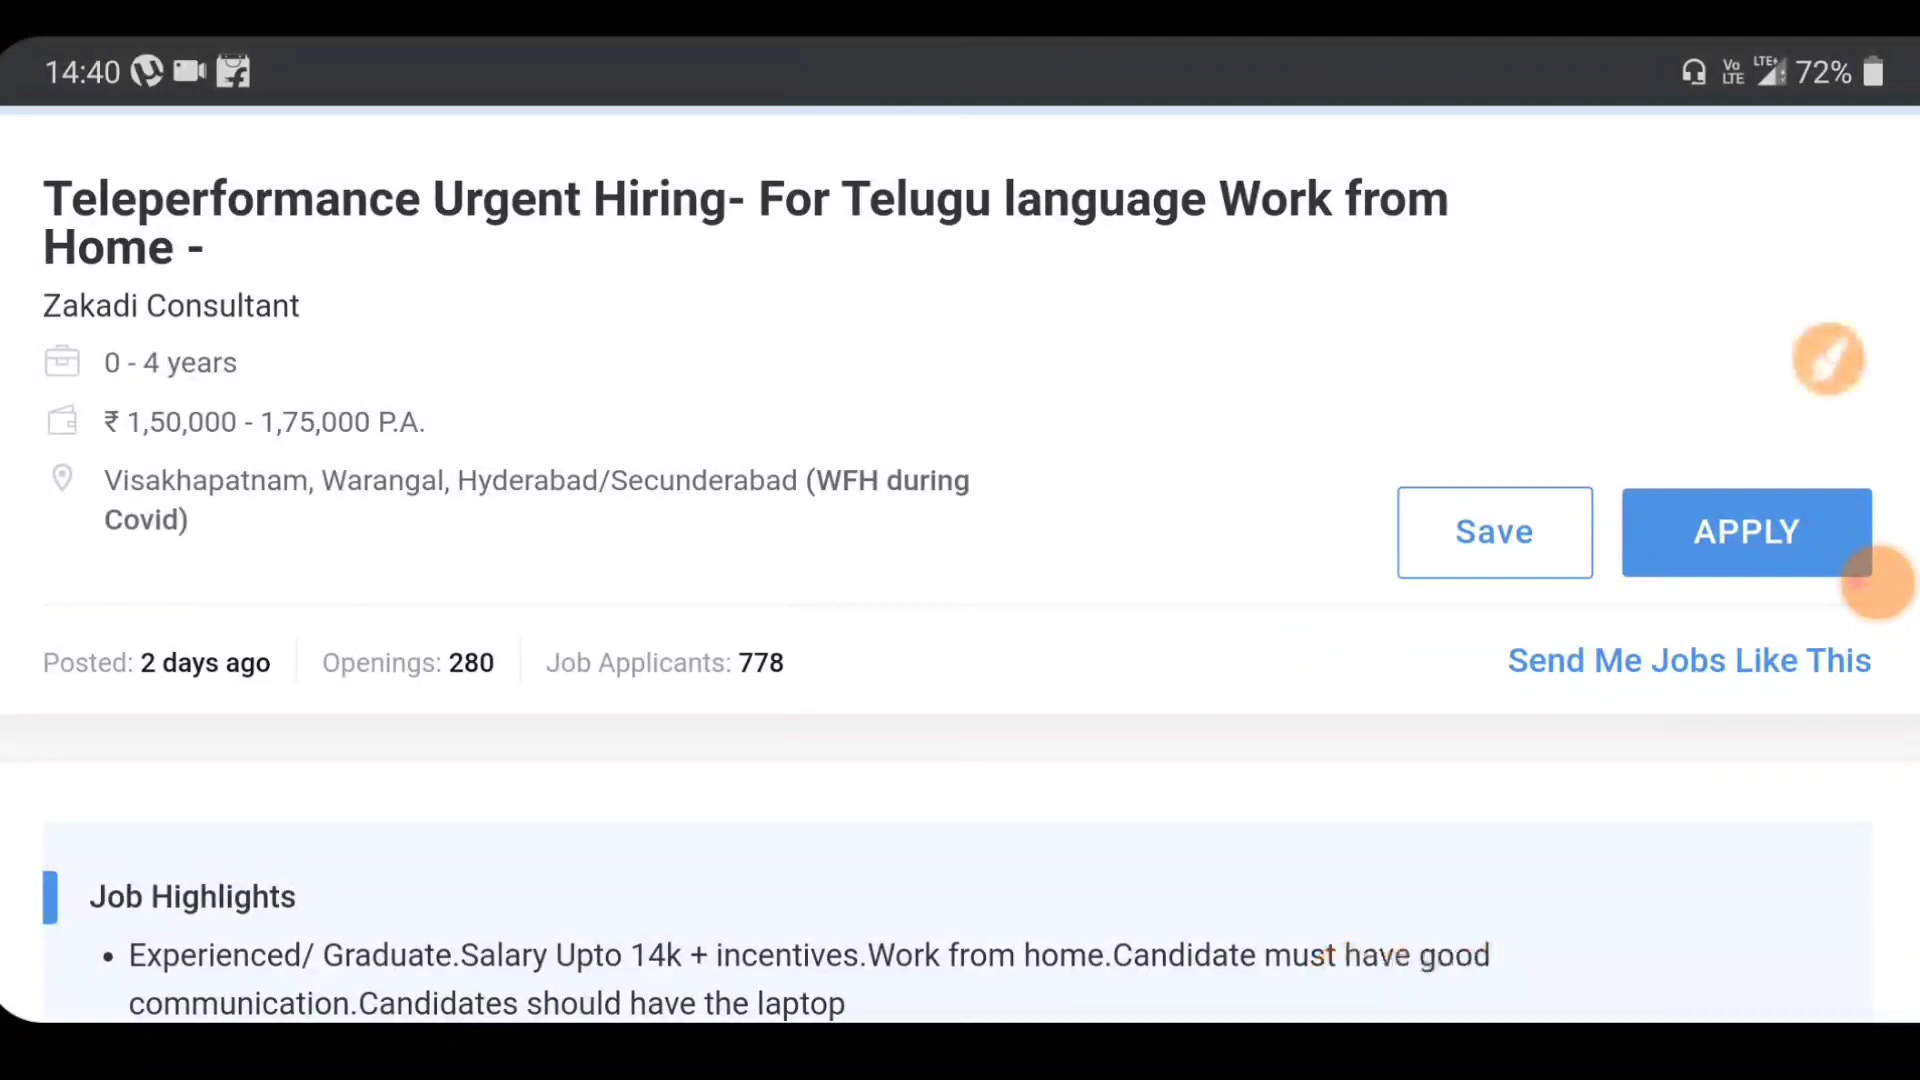 14:40 Vo LTE LTE+ 72%
Teleperformance Urgent Hiring- For Telugu language Work from
Home -
Zakadi Consultant
0 - 4 years
₹ 1,50,000 - 1,75,000 P.A.
Visakhapatnam, Warangal, Hyderabad/Secunderabad (WFH during
Covid)
Save APPLY
Posted: 2 days ago Openings: 280 Job Applicants: 778 Send Me Jobs Like This
Job Highlights
• Experienced/ Graduate.Salary Upto 14k + incentives.Work from home.Candidate must have good
communication.Candidates should have the laptop